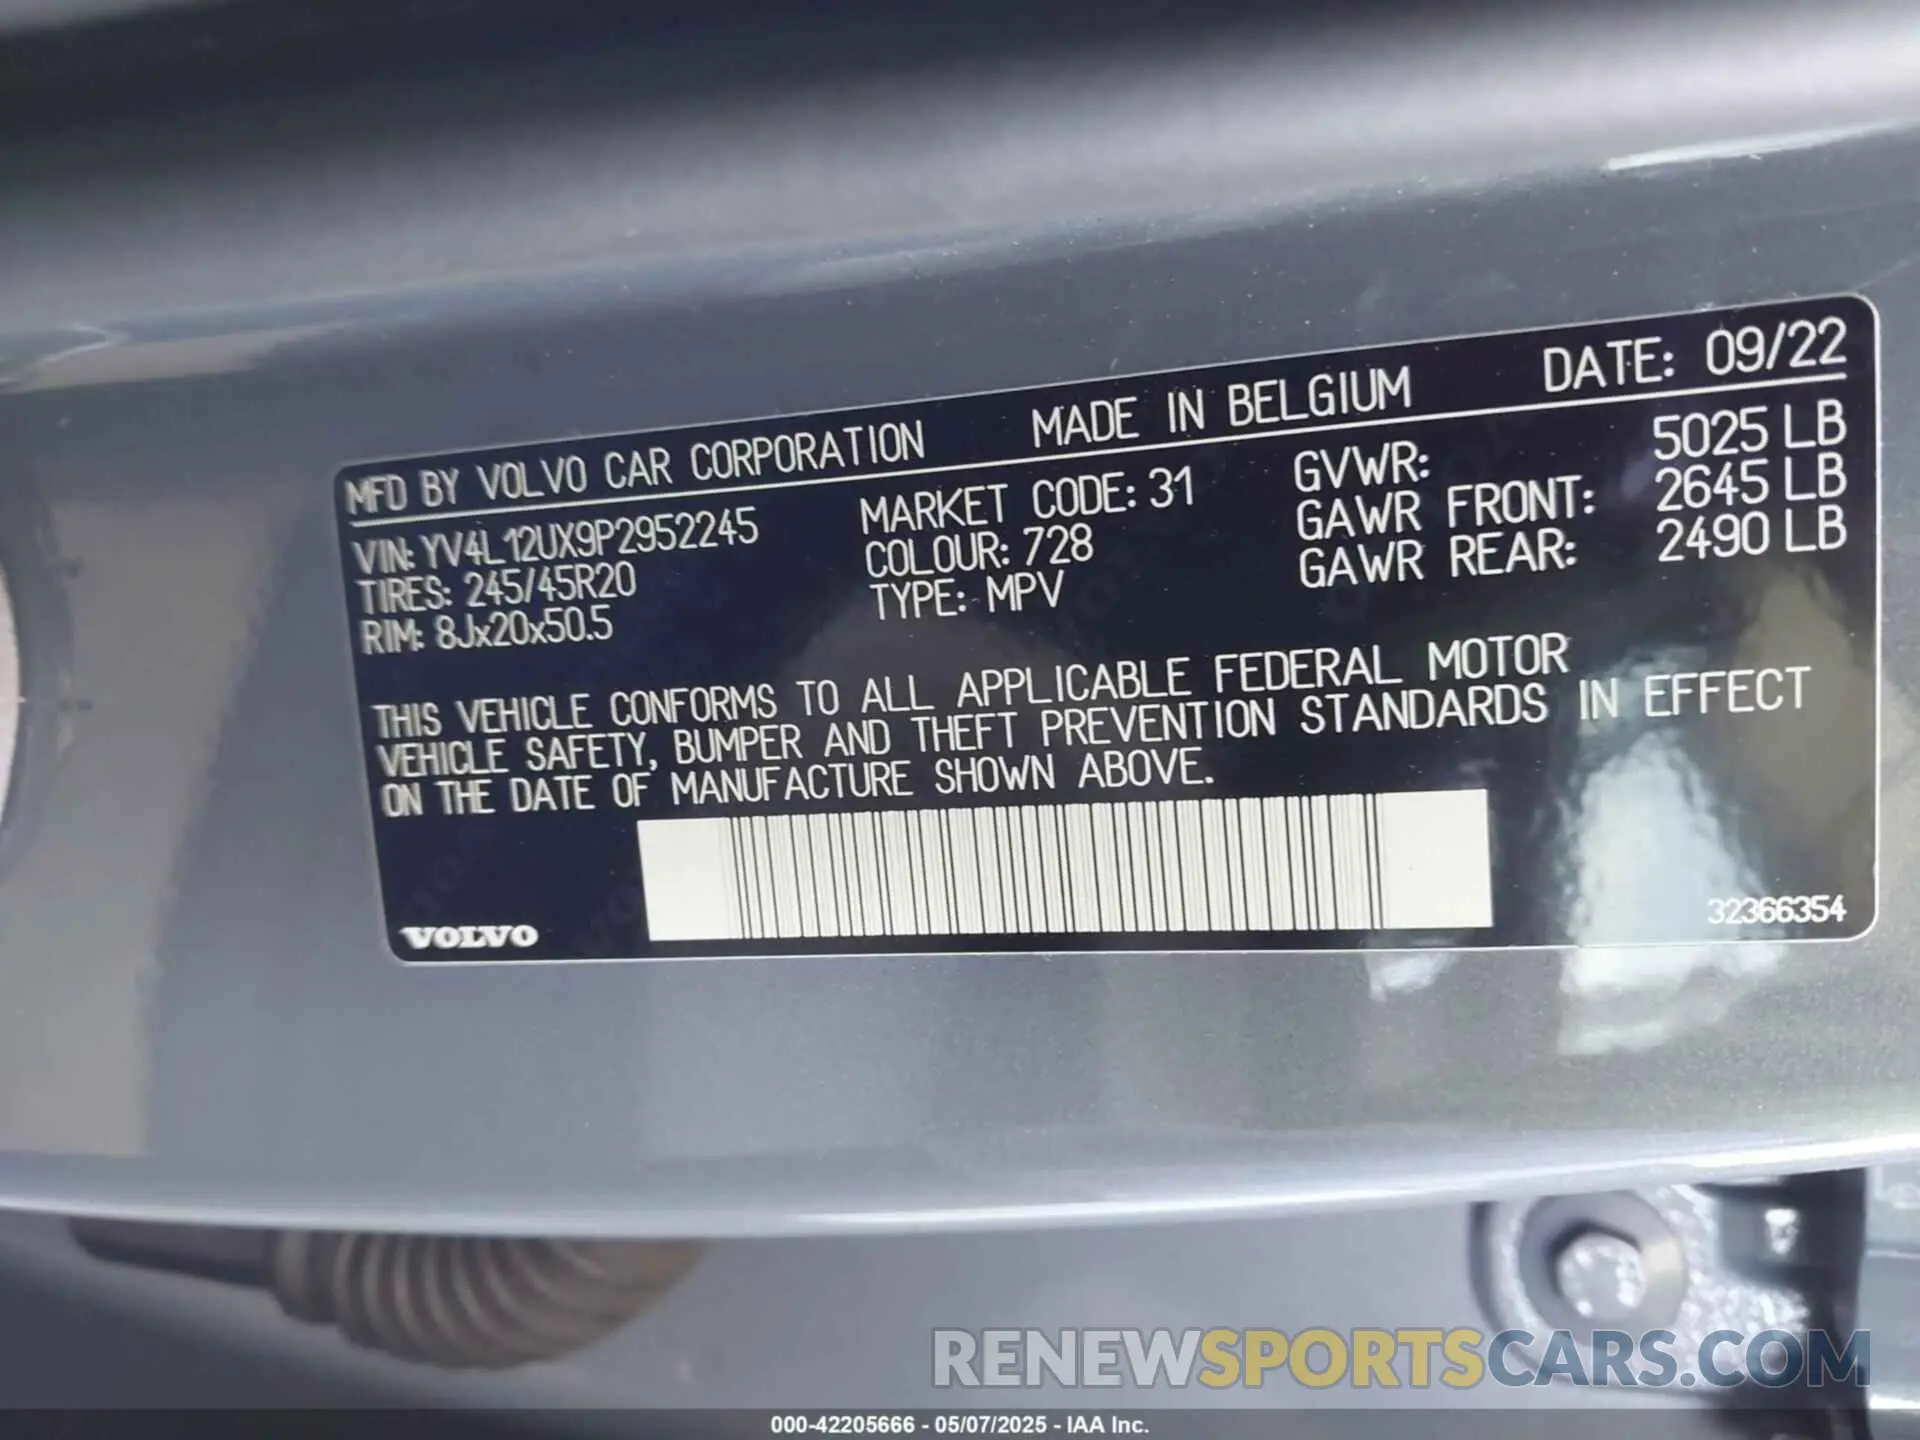 MFD BY VOLVO CAR CORPORATION MADE IN BELGIUM DATE: 09/22
VIN: YV4L12UX9P2952245 MARKET CODE: 31 GVWR: 5025 LB
TIRES: 245/45R20 COLOUR: 728 GAWR FRONT: 2645 LB
RIM: 8Jx20x50.5 TYPE: MPV GAWR REAR: 2490 LB
THIS VEHICLE CONFORMS TO ALL APPLICABLE FEDERAL MOTOR
VEHICLE SAFETY, BUMPER AND THEFT PREVENTION STANDARDS IN EFFECT
ON THE DATE OF MANUFACTURE SHOWN ABOVE.
VOLVO 32366354
RENEWSPORTSCARS.COM
000-42205666 - 05/07/2025 - IAA Inc.